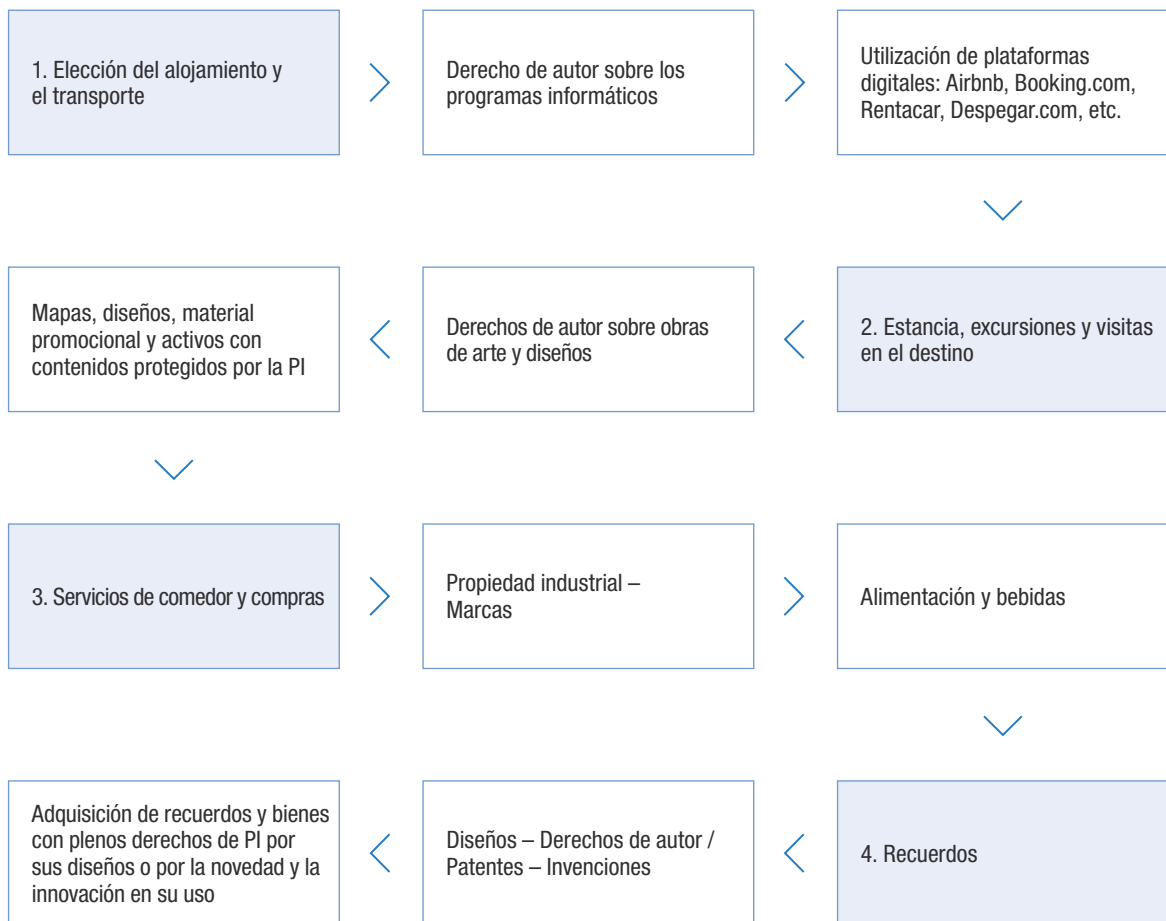 1. Elección del alojamiento y
el transporte
Derecho de autor sobre los
programas informáticos
Utilización de plataformas
digitales: Airbnb, Booking.com,
Rentacar, Despegar.com, etc.
2. Estancia, excursiones y visitas
en el destino
Derechos de autor sobre obras
de arte y diseños
Mapas, diseños, material
promocional y activos con
contenidos protegidos por la PI
3. Servicios de comedor y compras
Propiedad industrial –
Marcas
Alimentación y bebidas
4. Recuerdos
Diseños – Derechos de autor /
Patentes – Invenciones
Adquisición de recuerdos y bienes
con plenos derechos de PI por
sus diseños o por la novedad y la
innovación en su uso